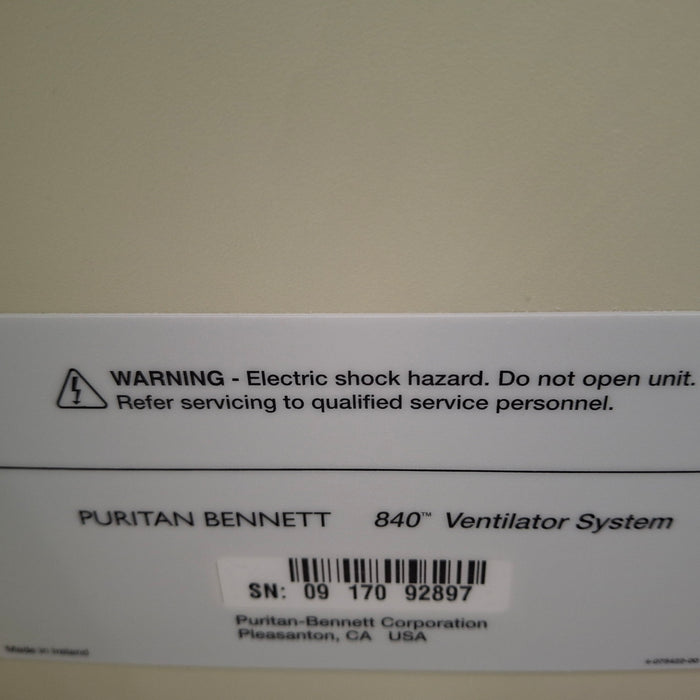 WARNING - Electric shock hazard. Do not open unit.
Refer servicing to qualified service personnel.
PURITAN BENNETT 840™ Ventilator System
SN: 09 170 92897
Puritan-Bennett Corporation
Pleasanton, CA USA
Made in Ireland